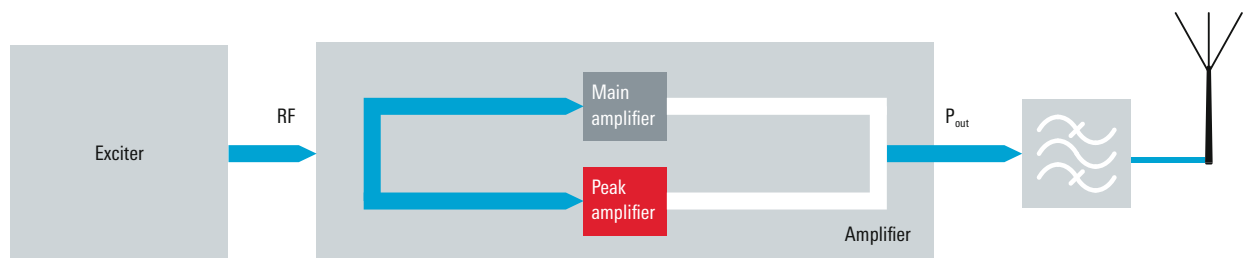 Exciter
RF
Main
amplifier
Peak
amplifier
Amplifier
Pout